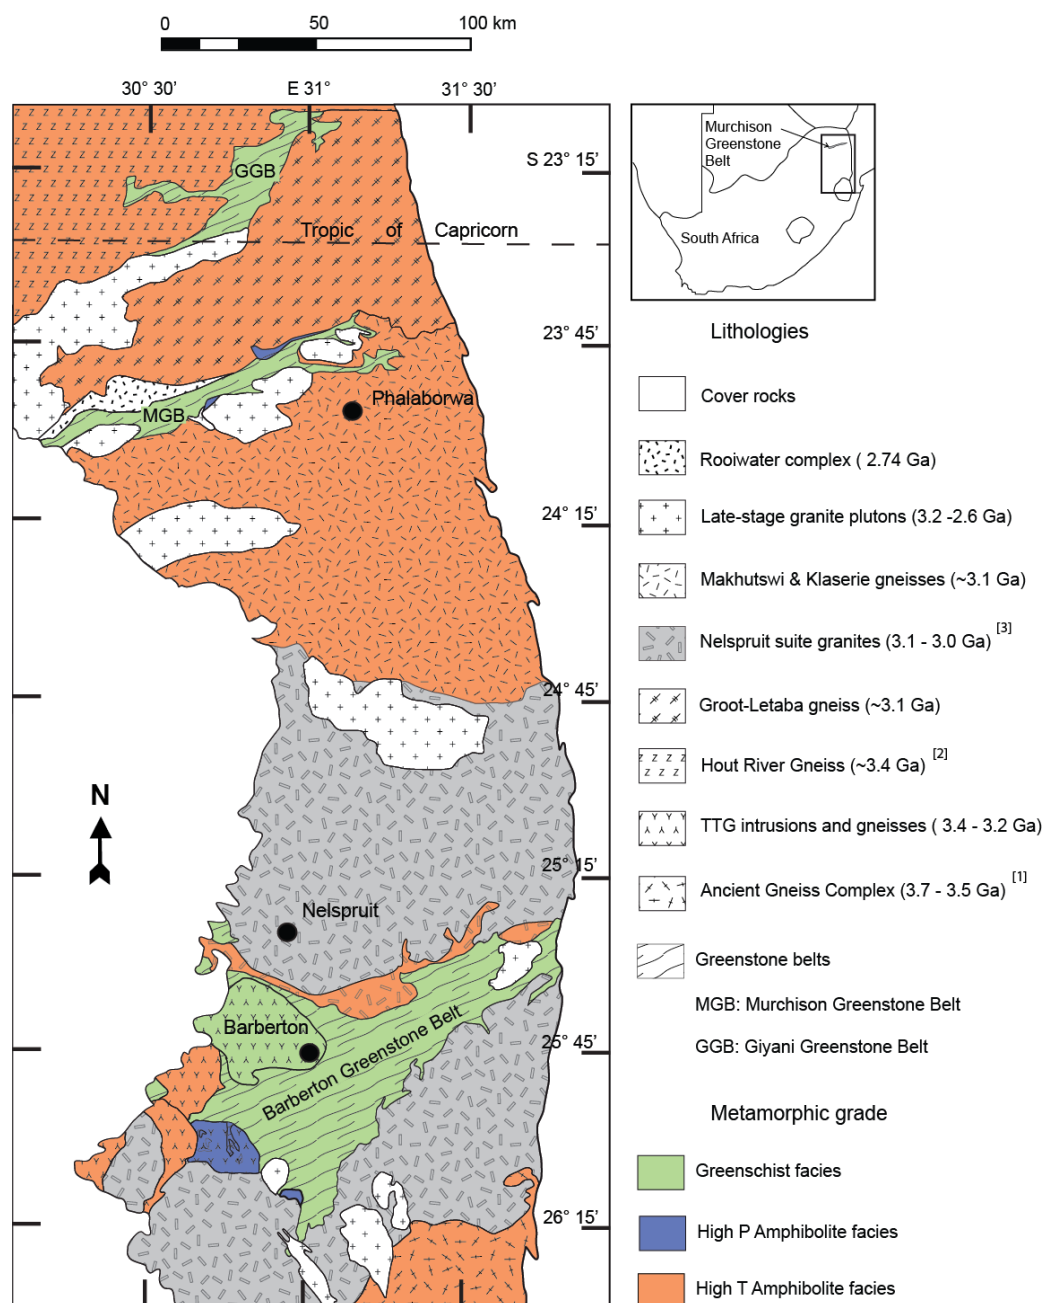 0 50 100 km
30° 30' E 31° 31° 30'
S 23° 15'
GGB
Tropic of Capricorn
23° 45'
Phalaborwa
MGB
24° 15'
24° 45'
N
25° 15'
Nelspruit
Barberton
Barberton Greenstone Belt
25° 45'
26° 15'
Murchison
Greenstone
Belt
South Africa
Lithologies
Cover rocks
Rooiwater complex ( 2.74 Ga)
Late-stage granite plutons (3.2 -2.6 Ga)
Makhutswi & Klaserie gneisses (~3.1 Ga)
Nelspruit suite granites (3.1 - 3.0 Ga) [3]
Groot-Letaba gneiss (~3.1 Ga)
Hout River Gneiss (~3.4 Ga) [2]
TTG intrusions and gneisses ( 3.4 - 3.2 Ga)
Ancient Gneiss Complex (3.7 - 3.5 Ga) [1]
Greenstone belts
MGB: Murchison Greenstone Belt
GGB: Giyani Greenstone Belt
Metamorphic grade
Greenschist facies
High P Amphibolite facies
High T Amphibolite facies